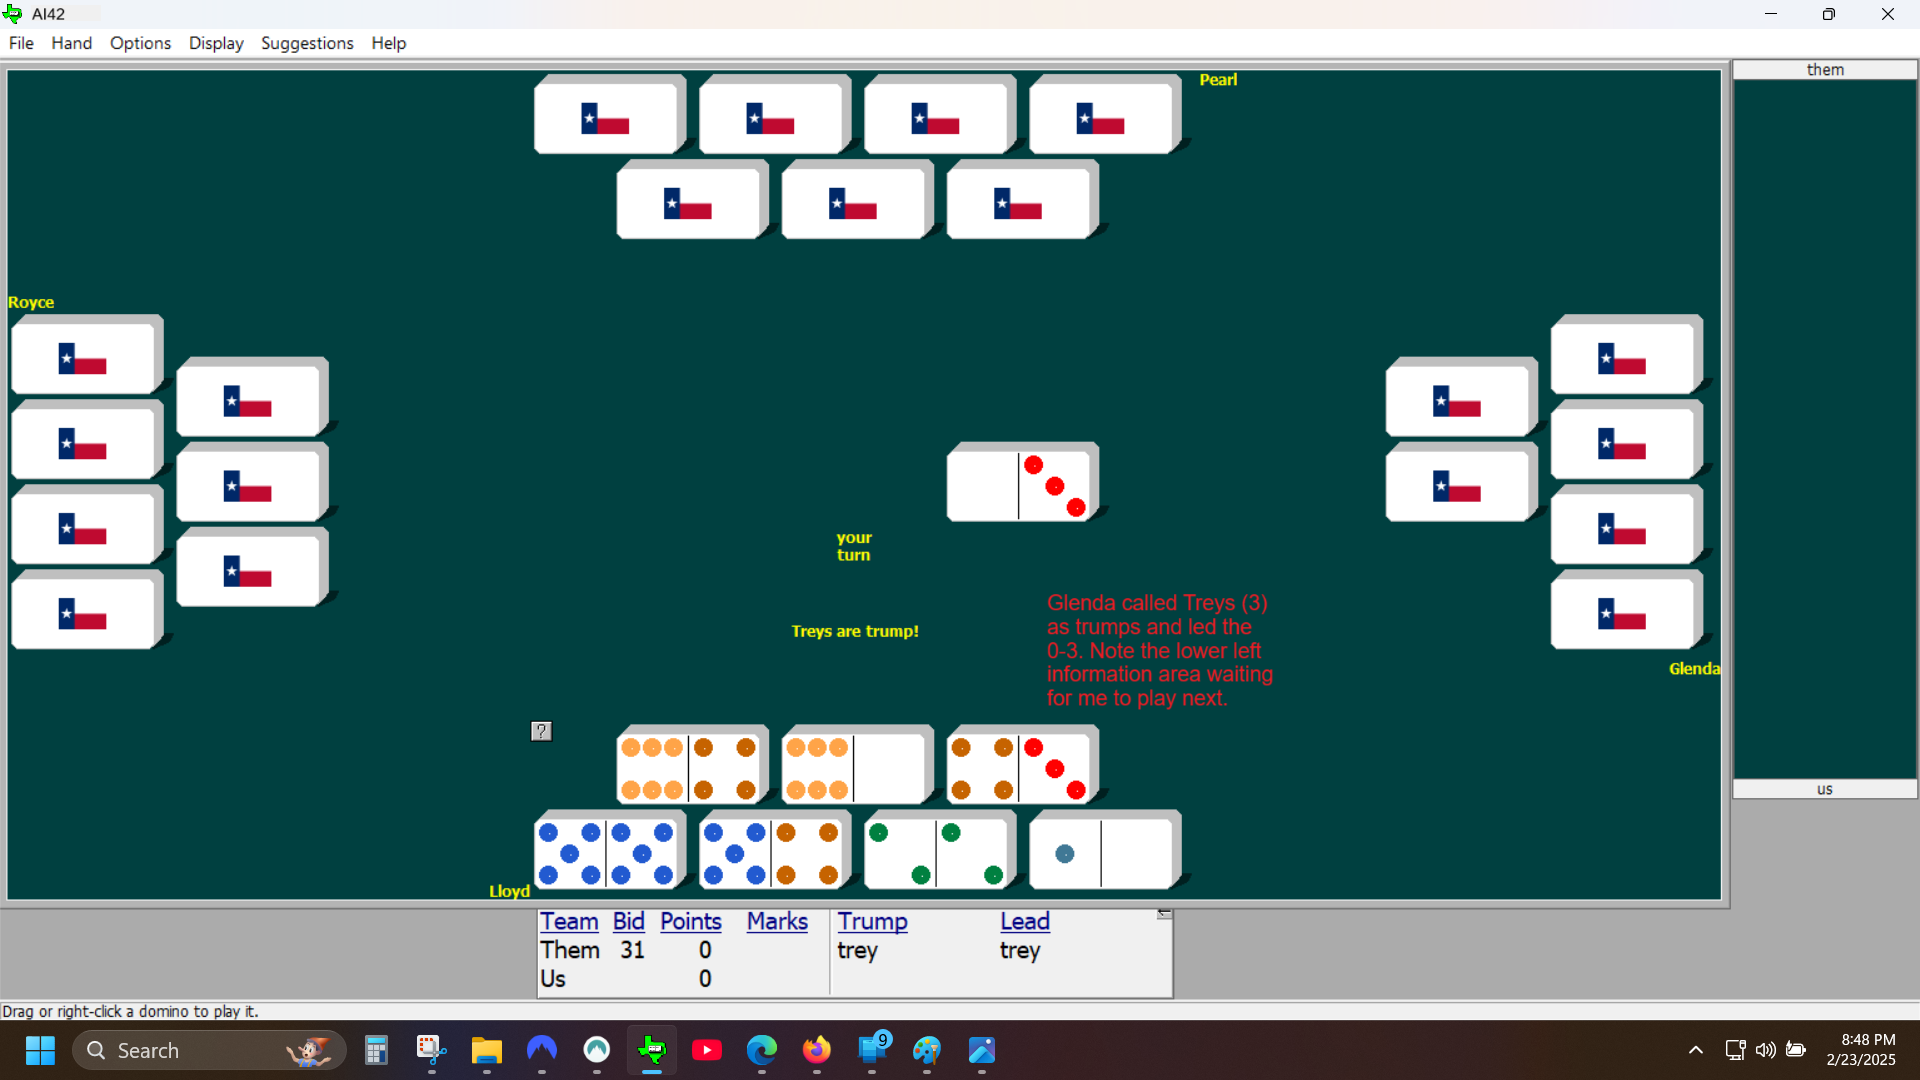 AI42
File Hand Options Display Suggestions Help
them
Pearl
Royce
your
turn
Treys are trump!
Glenda called Treys (3)
as trumps and led the
0-3. Note the lower left
information area waiting
for me to play next.
Glenda
?
us
Lloyd
Team Bid Points Marks Trump Lead
Them 31 0 trey trey
Us 0
Drag or right-click a domino to play it.
Search
9
8:48 PM
2/23/2025